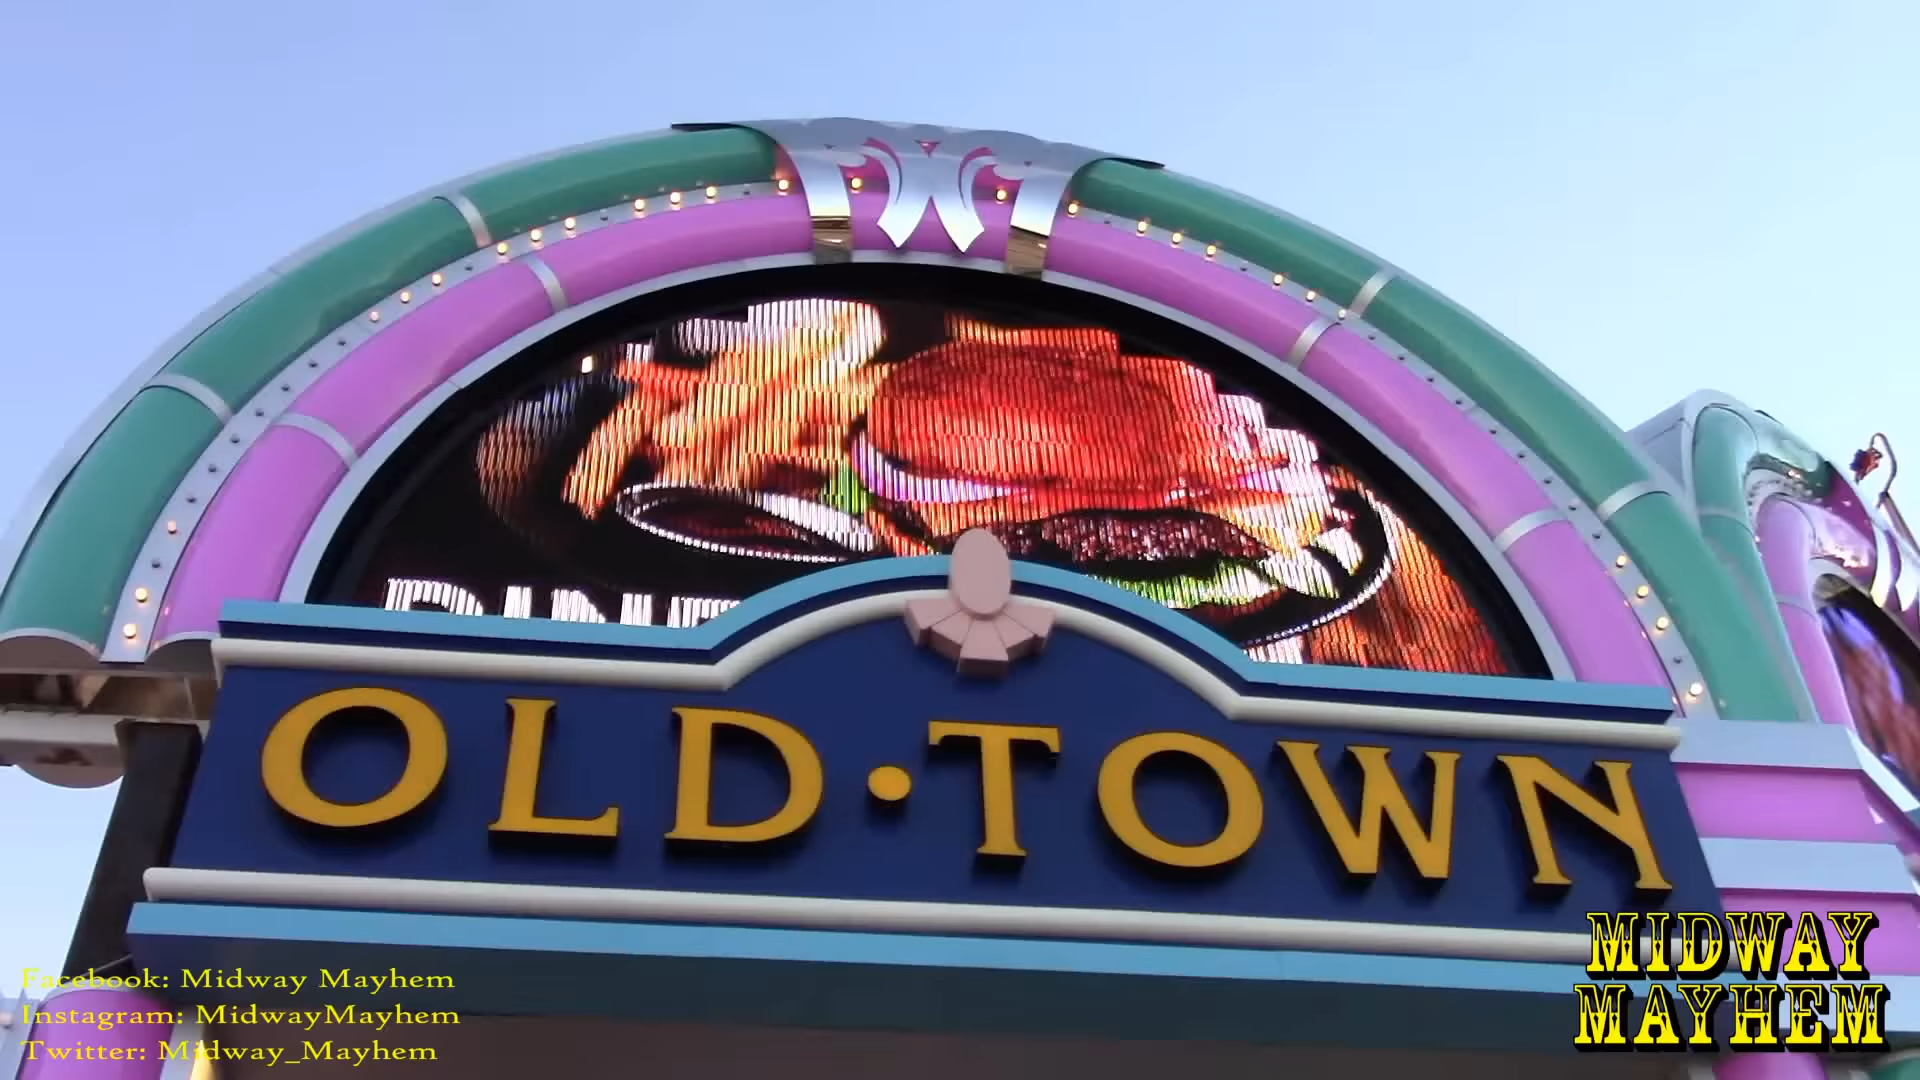 OLD·TOWN
MIDWAY
MAYHEM
Facebook: Midway Mayhem
Instagram: MidwayMayhem
Twitter: Midway_Mayhem